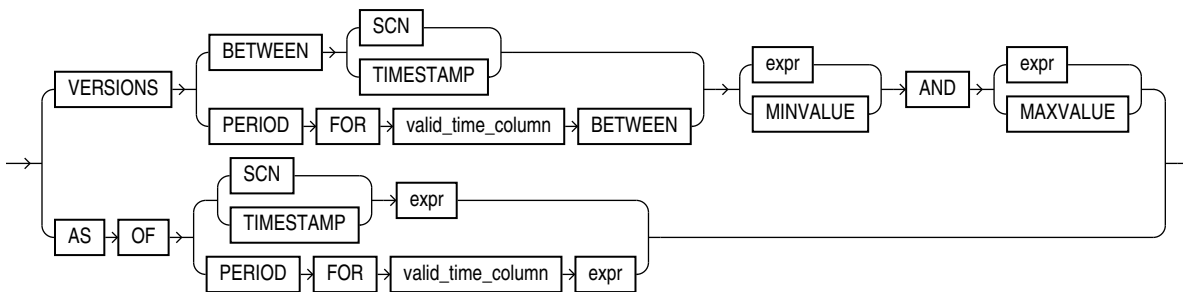 SCN
BETWEEN
TIMESTAMP
expr
expr
VERSIONS
AND
MINVALUE
MAXVALUE
PERIOD FOR valid_time_column BETWEEN
SCN
expr
TIMESTAMP
AS OF
PERIOD FOR valid_time_column expr